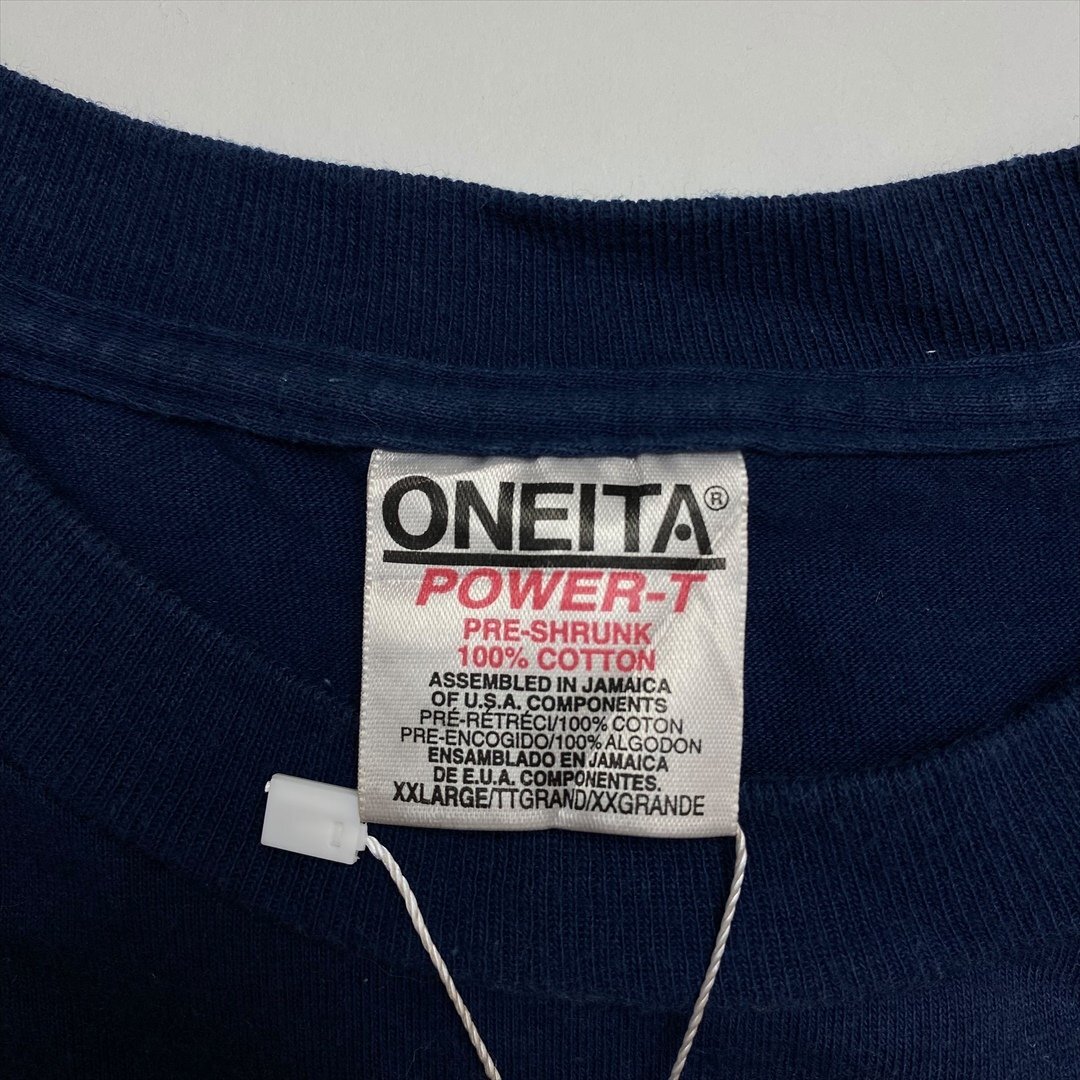 ONEITA®
POWER-T
PRE-SHRUNK
100% COTTON
ASSEMBLED IN JAMAICA
OF U.S.A. COMPONENTS
PRÉ-RÉTRÉCI/100% COTON
PRE-ENCOGIDO/100% ALGODON
ENSAMBLADO EN JAMAICA
DE E.U.A. COMPONENTES.
XXLARGE/TTGRAND/XXGRANDE